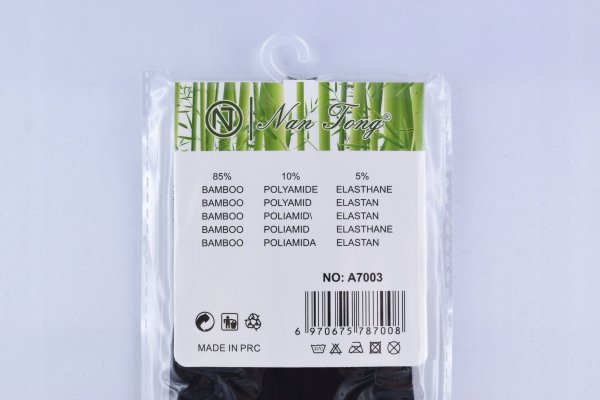 NT Nan Tong®
85% 10% 5%
BAMBOO POLYAMIDE ELASTHANE
BAMBOO POLYAMID ELASTAN
BAMBOO POLIAMID\ ELASTAN
BAMBOO POLIAMID ELASTHANE
BAMBOO POLIAMIDA ELASTAN
NO: A7003
6 970675 787008
MADE IN PRC